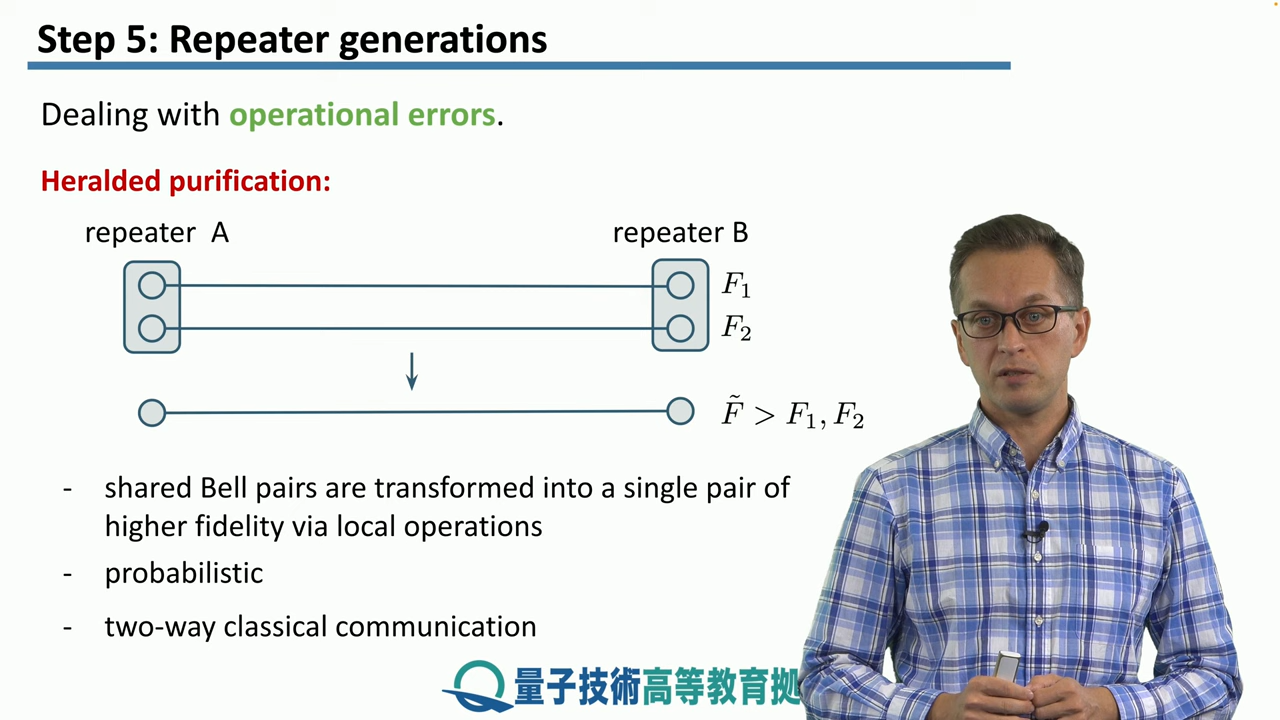 Step 5: Repeater generations
Dealing with operational errors.
Heralded purification:
repeater A
repeater B
F₁
F₂
F̃ > F₁, F₂
- shared Bell pairs are transformed into a single pair of
higher fidelity via local operations
- probabilistic
- two-way classical communication
量子技術高等教育拠